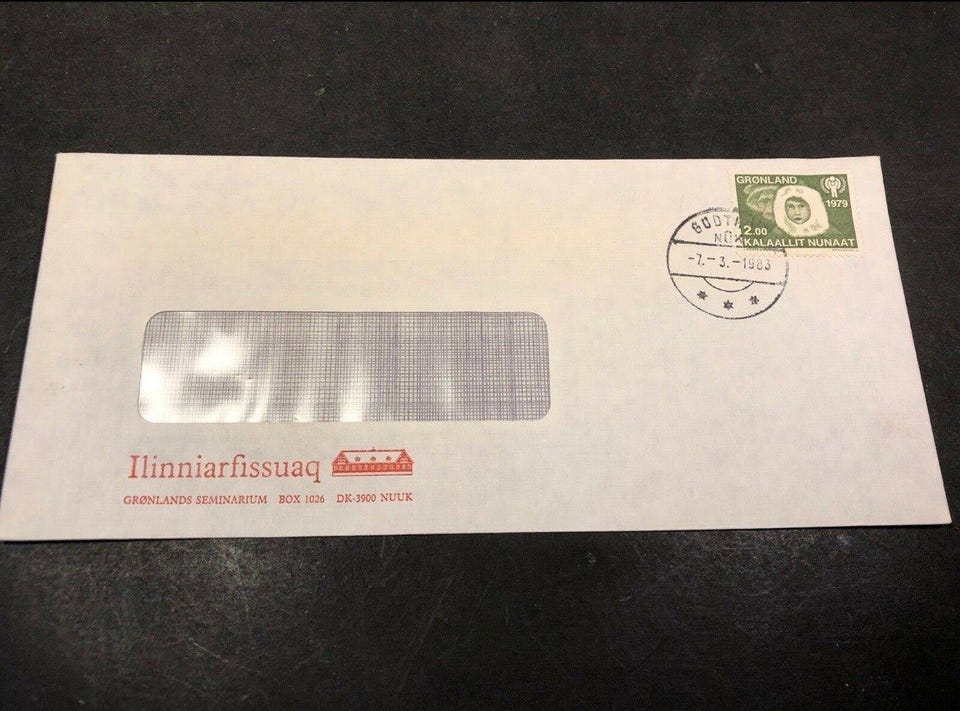 GRØNLAND
1979
2.00
KALAALLIT NUNAAT
-7.-3.-1983
Ilinniarfissuaq
GRØNLANDS SEMINARIUM BOX 1026 DK-3900 NUUK